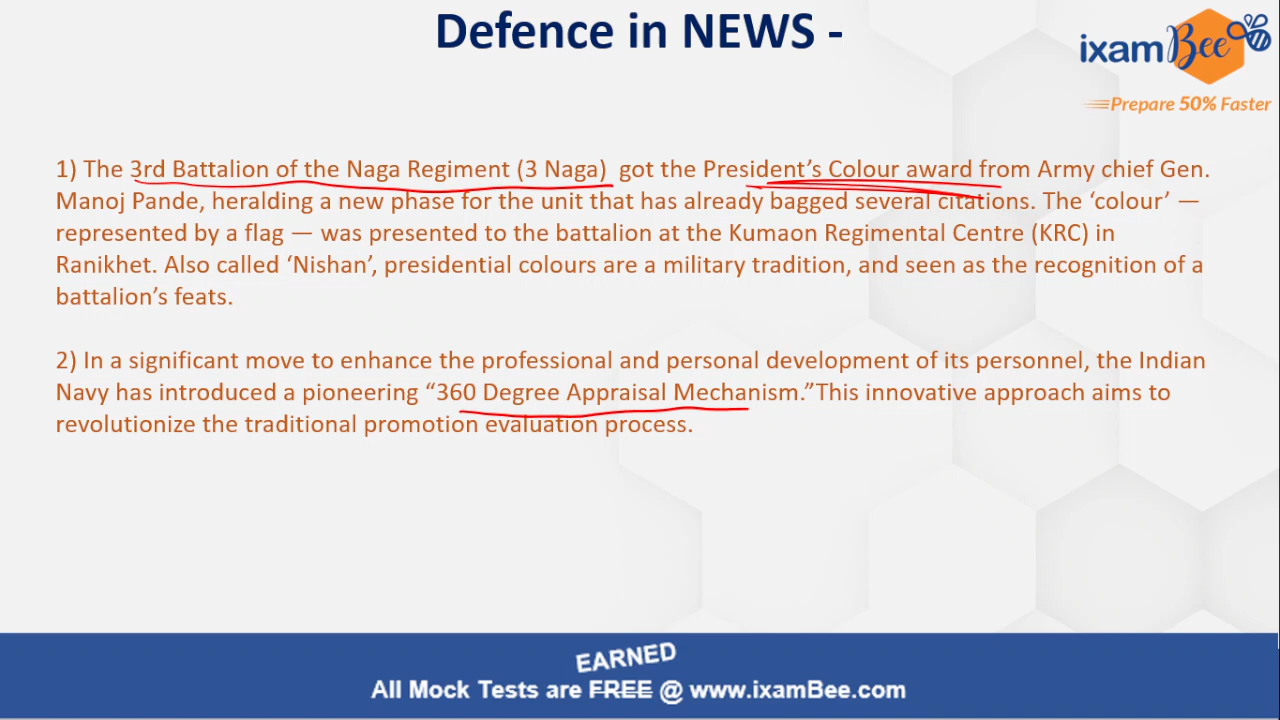 Defence in NEWS -
ixamBee
Prepare 50% Faster
1) The 3rd Battalion of the Naga Regiment (3 Naga) got the President’s Colour award from Army chief Gen.
Manoj Pande, heralding a new phase for the unit that has already bagged several citations. The ‘colour’ —
represented by a flag — was presented to the battalion at the Kumaon Regimental Centre (KRC) in
Ranikhet. Also called ‘Nishan’, presidential colours are a military tradition, and seen as the recognition of a
battalion’s feats.
2) In a significant move to enhance the professional and personal development of its personnel, the Indian
Navy has introduced a pioneering “360 Degree Appraisal Mechanism.”This innovative approach aims to
revolutionize the traditional promotion evaluation process.
EARNED
All Mock Tests are FREE @ www.ixamBee.com